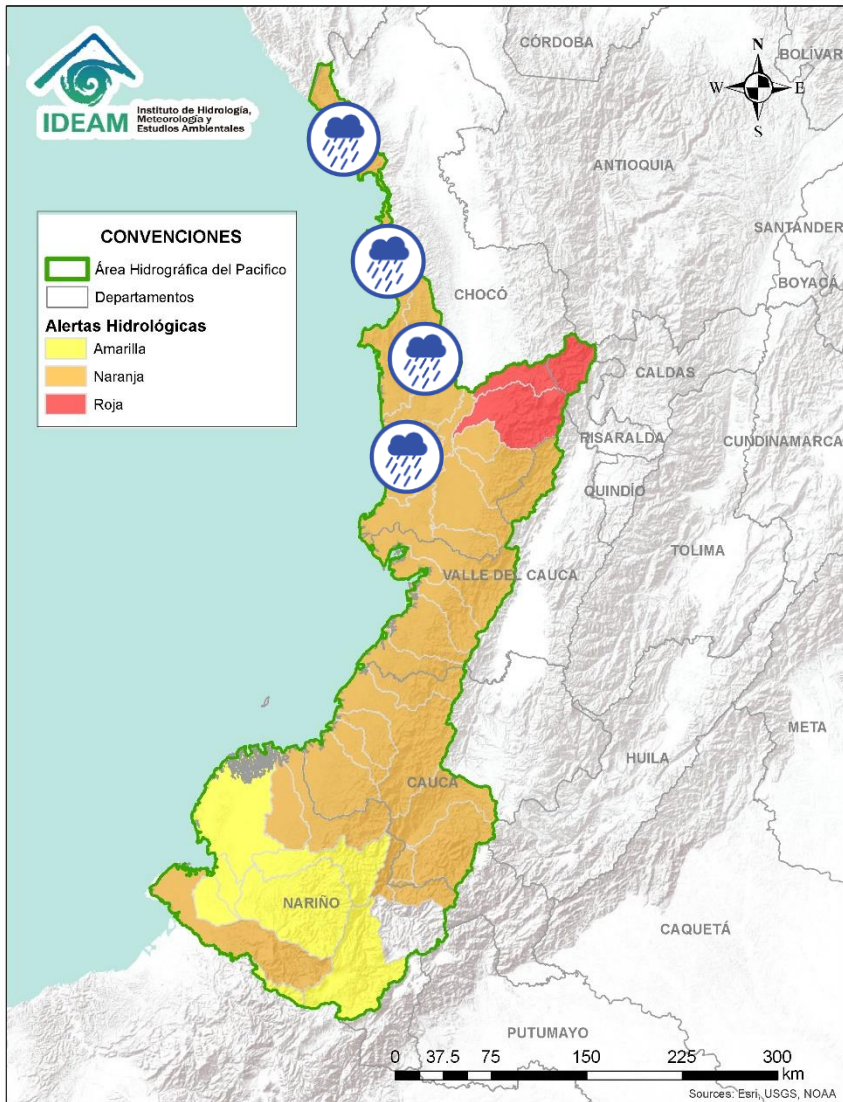 IDEAM
Instituto de Hidrología,
Meteorología y
Estudios Ambientales
N
W
E
S
CONVENCIONES
Área Hidrográfica del Pacifico
Departamentos
Alertas Hidrológicas
Amarilla
Naranja
Roja
CÓRDOBA
BOLÍVAR
ANTIOQUIA
SANTANDER
BOYACÁ
CHOCÓ
CALDAS
RISARALDA
CUNDINAMARCA
QUINDÍO
TOLIMA
VALLE DEL CAUCA
META
HUILA
CAUCA
NARIÑO
CAQUETÁ
PUTUMAYO
0 37.5 75 150 225 300
km
Sources: Esri, USGS, NOAA